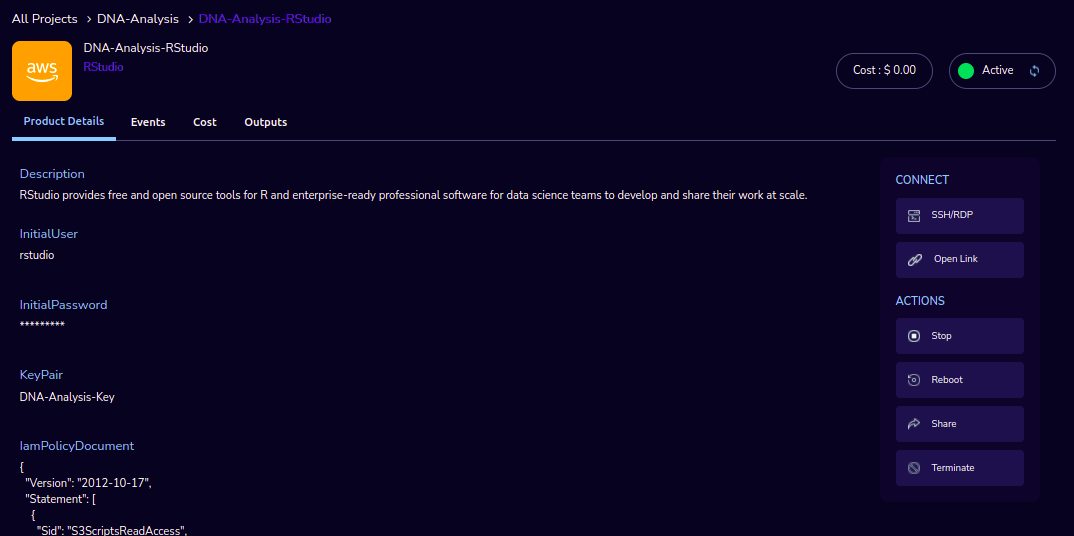 All Projects > DNA-Analysis > DNA-Analysis-RStudio
aws
DNA-Analysis-RStudio
RStudio
Cost : $ 0.00
Active
Product Details
Events
Cost
Outputs
Description
RStudio provides free and open source tools for R and enterprise-ready professional software for data science teams to develop and share their work at scale.
InitialUser
rstudio
InitialPassword
*********
KeyPair
DNA-Analysis-Key
IamPolicyDocument
{
"Version": "2012-10-17",
"Statement": [
{
"Sid": "S3ScriptsReadAccess",
CONNECT
SSH/RDP
Open Link
ACTIONS
Stop
Reboot
Share
Terminate